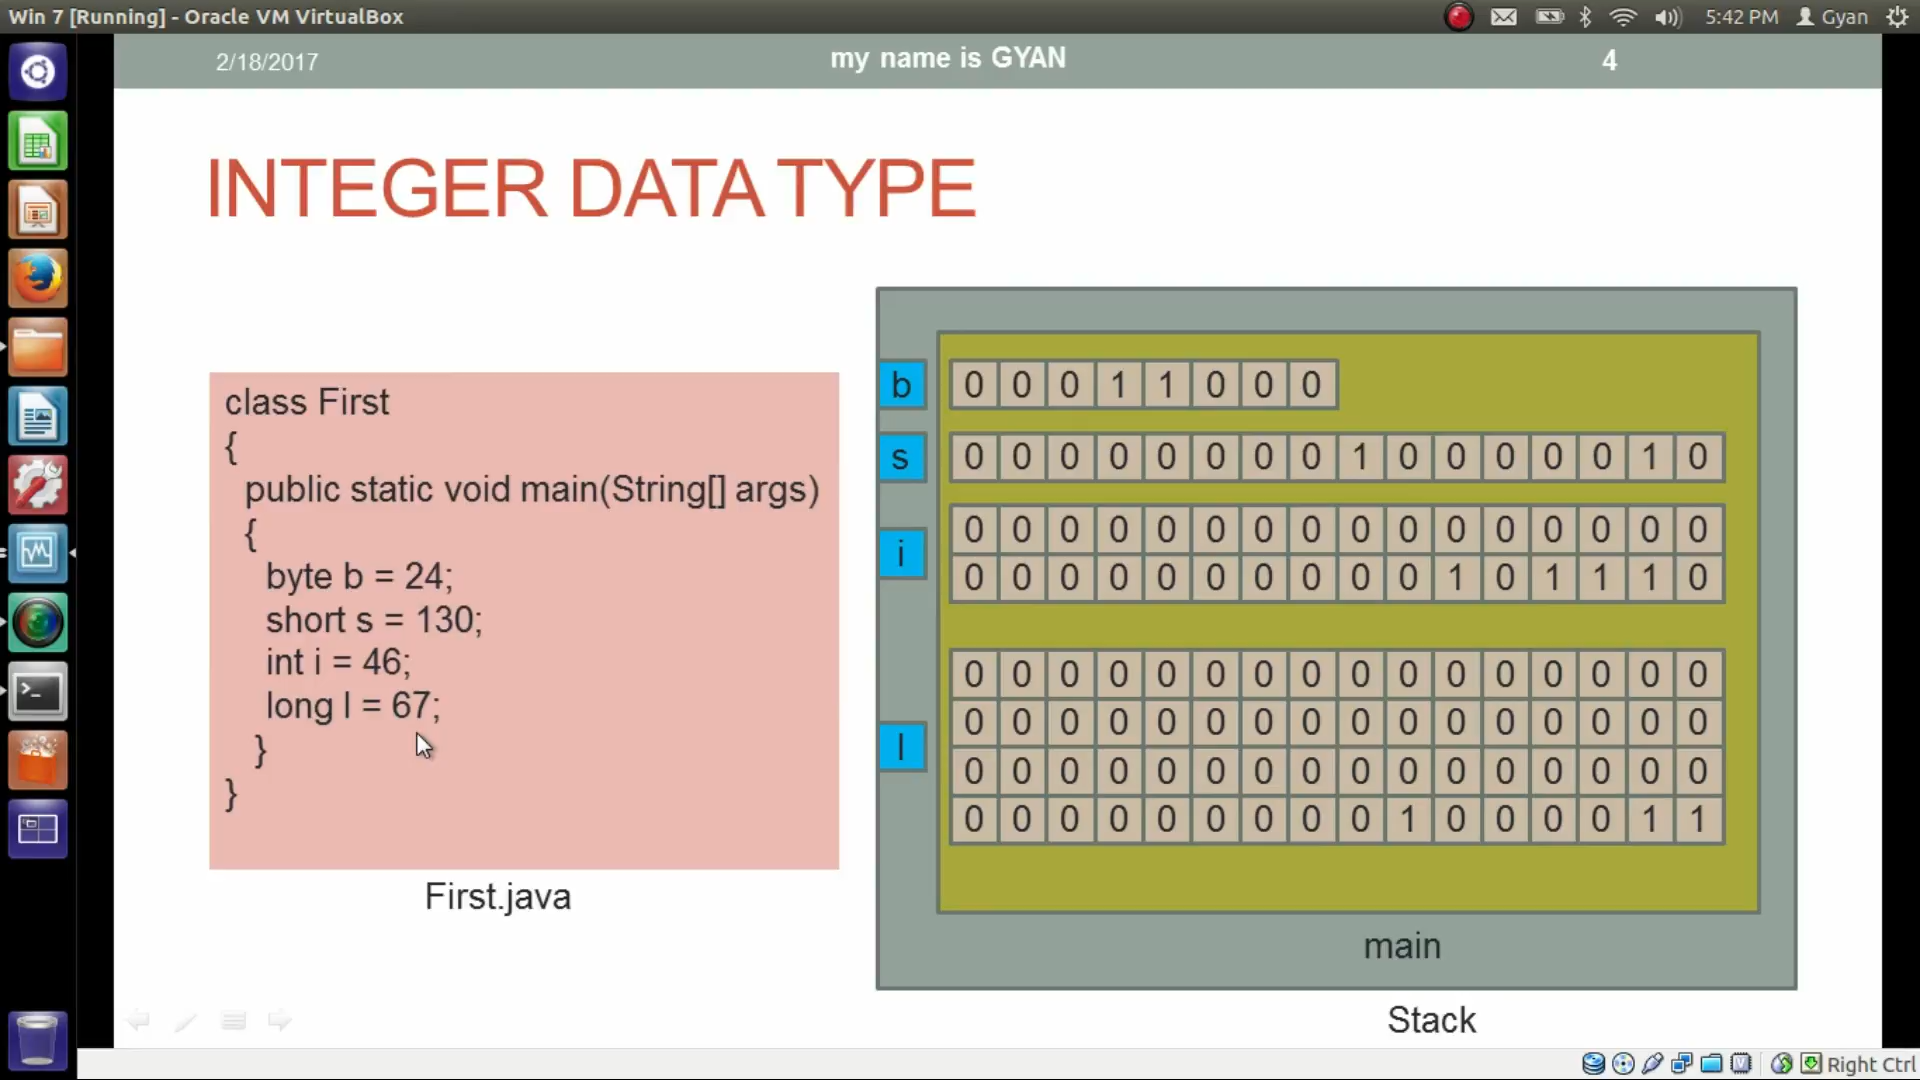 Win 7 [Running] - Oracle VM VirtualBox
5:42 PM
Gyan
2/18/2017
my name is GYAN
4
INTEGER DATA TYPE
class First
{
public static void main(String[] args)
{
byte b = 24;
short s = 130;
int i = 46;
long l = 67;
}
}
First.java
b 0 0 0 1 1 0 0 0
s 0 0 0 0 0 0 0 0 1 0 0 0 0 0 1 0
i
0 0 0 0 0 0 0 0 0 0 0 0 0 0 0 0
0 0 0 0 0 0 0 0 0 0 1 0 1 1 1 0
l
0 0 0 0 0 0 0 0 0 0 0 0 0 0 0 0
0 0 0 0 0 0 0 0 0 0 0 0 0 0 0 0
0 0 0 0 0 0 0 0 0 0 0 0 0 0 0 0
0 0 0 0 0 0 0 0 0 1 0 0 0 0 1 1
main
Stack
Right Ctrl